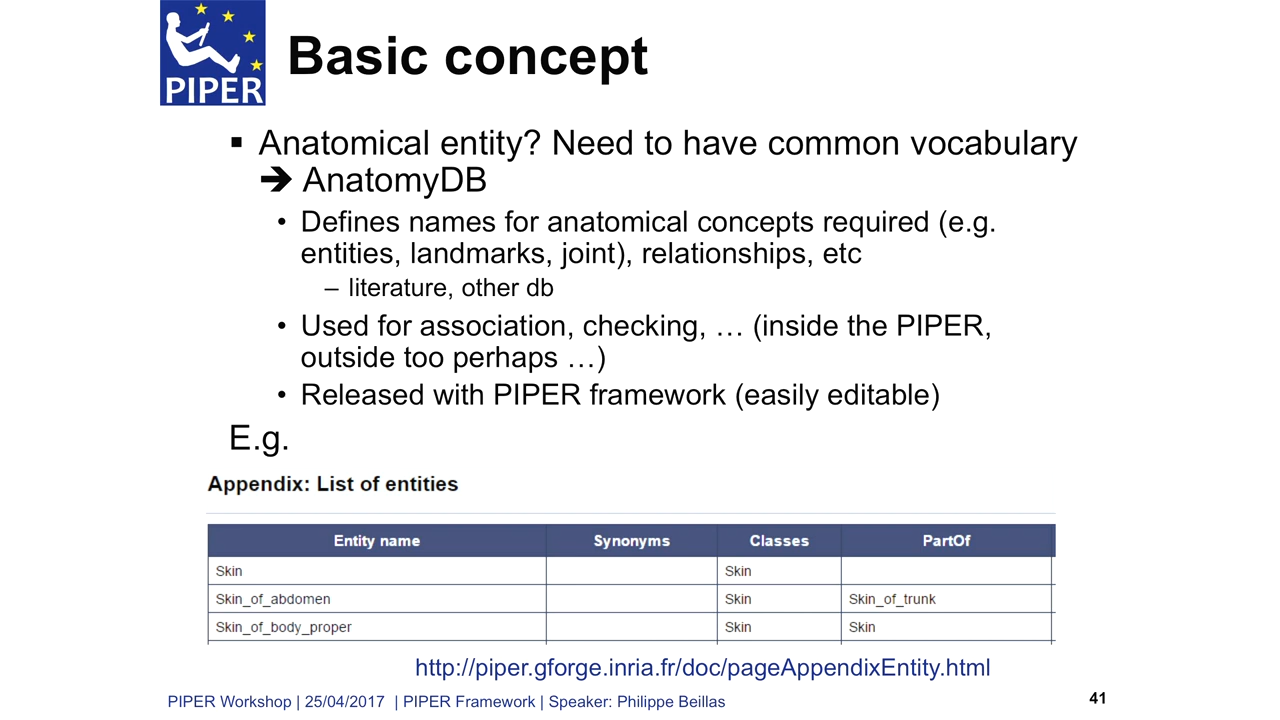 PIPER
Basic concept
▪ Anatomical entity? Need to have common vocabulary
➔ AnatomyDB
• Defines names for anatomical concepts required (e.g.
entities, landmarks, joint), relationships, etc
– literature, other db
• Used for association, checking, … (inside the PIPER,
outside too perhaps …)
• Released with PIPER framework (easily editable)
E.g.
Appendix: List of entities
Entity name Synonyms Classes PartOf
Skin Skin
Skin_of_abdomen Skin Skin_of_trunk
Skin_of_body_proper Skin Skin
http://piper.gforge.inria.fr/doc/pageAppendixEntity.html
PIPER Workshop | 25/04/2017 | PIPER Framework | Speaker: Philippe Beillas
41